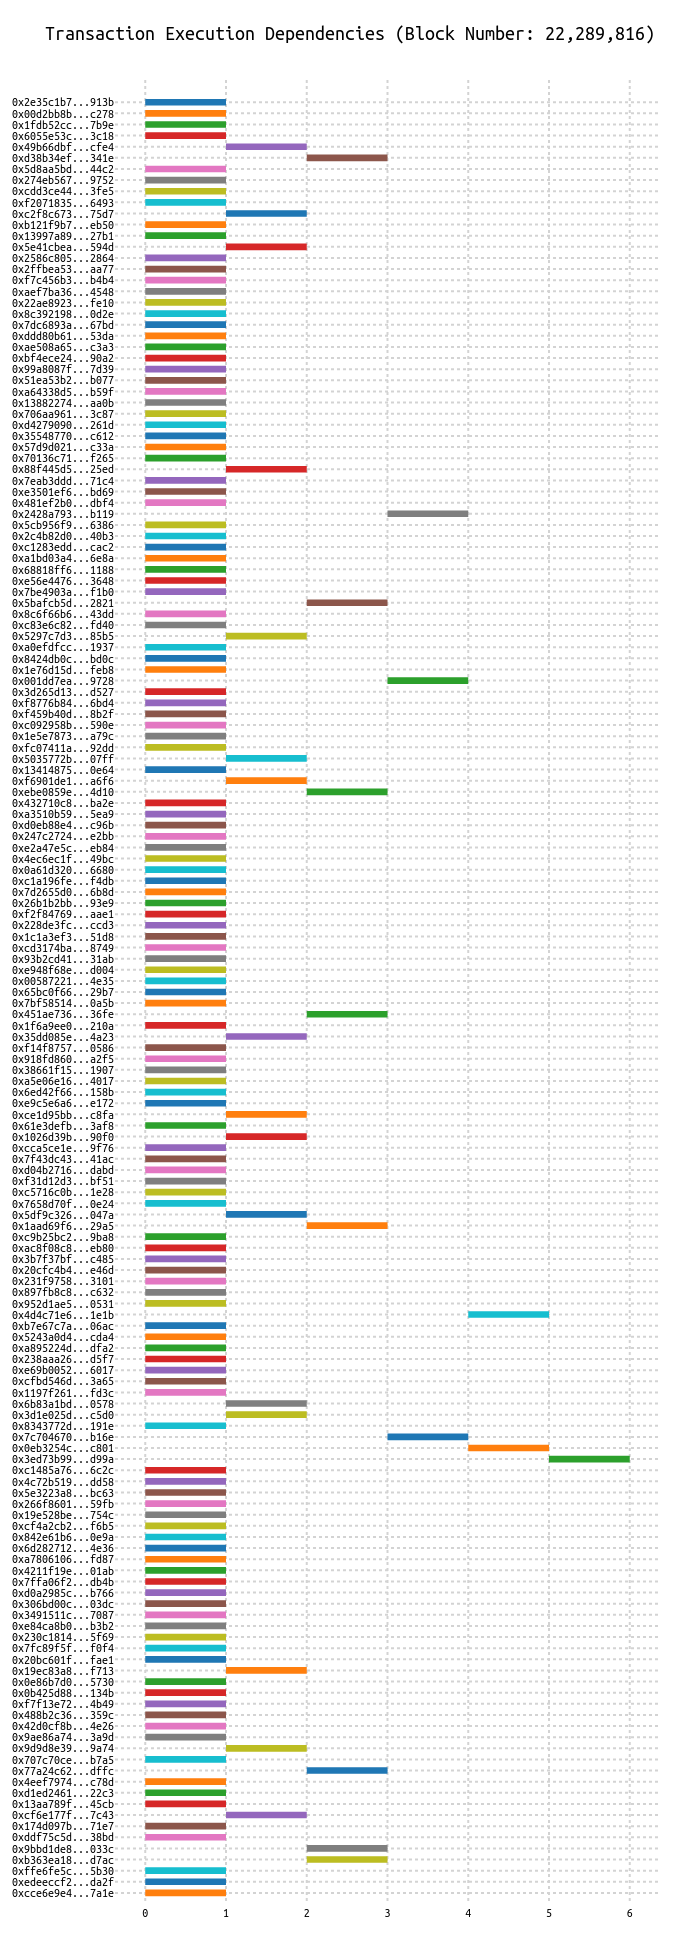 Transaction Execution Dependencies (Block Number: 22,289,816)
0x2e35c1b7...913b
0x00d2bb8b...c278
0x1fdb52cc...7b9e
0x6055e53c...3c18
0x49b66dbf...cfe4
0xd38b34ef...341e
0x5d8aa5bd...44c2
0x274eb567...9752
0xcdd3ce44...3fe5
0xf2071835...6493
0xc2f8c673...75d7
0xb121f9b7...eb50
0x13997a89...27b1
0x5e41cbea...594d
0x2586c805...2864
0x2ffbea53...aa77
0xf7c456b3...b4b4
0xaef7ba36...4548
0x22ae8923...fe10
0x8c392198...0d2e
0x7dc6893a...67bd
0xddd80b61...53da
0xae508a65...c3a3
0xbf4ece24...90a2
0x99a8087f...7d39
0x51ea53b2...b077
0xa64338d5...b59f
0x13882274...aa0b
0x706aa961...3c87
0xd4279090...261d
0x35548770...c612
0x57d9d021...c33a
0x70136c71...f265
0x88f445d5...25ed
0x7eab3ddd...71c4
0xe3501ef6...bd69
0x481ef2b0...dbf4
0x2428a793...b119
0x5cb956f9...6386
0x2c4b82d0...40b3
0xc1283edd...cac2
0xa1bd03a4...6e8a
0x68818ff6...1188
0xe56e4476...3648
0x7be4903a...f1b0
0x5bafcb5d...2821
0x8c6f66b6...43dd
0xc83e6c82...fd40
0x5297c7d3...85b5
0xa0efdfcc...1937
0x8424db0c...bd0c
0x1e76d15d...feb8
0x001dd7ea...9728
0x3d265d13...d527
0xf8776b84...6bd4
0xf459b40d...8b2f
0xc092958b...590e
0x1e5e7873...a79c
0xfc07411a...92dd
0x5035772b...07ff
0x13414875...0e64
0xf6901de1...a6f6
0xebe0859e...4d10
0x432710c8...ba2e
0xa3510b59...5ea9
0xd0eb88e4...c96b
0x247c2724...e2bb
0xe2a47e5c...eb84
0x4ec6ec1f...49bc
0x0a61d320...6680
0xc1a196fe...f4db
0x7d2655d0...6b8d
0x26b1b2bb...93e9
0xf2f84769...aae1
0x228de3fc...ccd3
0x1c1a3ef3...51d8
0xcd3174ba...8749
0x93b2cd41...31ab
0xe948f68e...d004
0x00587221...4e35
0x65bc0f66...29b7
0x7bf58514...0a5b
0x451ae736...36fe
0x1f6a9ee0...210a
0x35dd085e...4a23
0xf14f8757...0586
0x918fd860...a2f5
0x38661f15...1907
0xa5e06e16...4017
0x6ed42f66...158b
0xe9c5e6a6...e172
0xce1d95bb...c8fa
0x61e3defb...3af8
0x1026d39b...90f0
0xcca5ce1e...9f76
0x7f43dc43...41ac
0xd04b2716...dabd
0xf31d12d3...bf51
0xc5716c0b...1e28
0x7658d70f...0e24
0x5df9c326...047a
0x1aad69f6...29a5
0xc9b25bc2...9ba8
0xac8f08c8...eb80
0x3b7f37bf...c485
0x20cfc4b4...e46d
0x231f9758...3101
0x897fb8c8...c632
0x952d1ae5...0531
0x4d4c71e6...1e1b
0xb7e67c7a...06ac
0x5243a0d4...cda4
0xa895224d...dfa2
0x238aaa26...d5f7
0xe69b0052...6017
0xcfbd546d...3a65
0x1197f261...fd3c
0x6b83a1bd...0578
0x3d1e025d...c5d0
0x8343772d...191e
0x7c704670...b16e
0x0eb3254c...c801
0x3ed73b99...d99a
0xc1485a76...6c2c
0x4c72b519...dd58
0x5e3223a8...bc63
0x266f8601...59fb
0x19e528be...754c
0xcf4a2cb2...f6b5
0x842e61b6...0e9a
0x6d282712...4e36
0xa7806106...fd87
0x4211f19e...01ab
0x7ffa06f2...db4b
0xd0a2985c...b766
0x306bd00c...03dc
0x3491511c...7087
0xe84ca8b0...b3b2
0x230c1814...5f69
0x7fc89f5f...f0f4
0x20bc601f...fae1
0x19ec83a8...f713
0x0e86b7d0...5730
0x0b425d88...134b
0xf7f13e72...4b49
0x488b2c36...359c
0x42d0cf8b...4e26
0x9ae86a74...3a9d
0x9d9d8e39...9a74
0x707c70ce...b7a5
0x77a24c62...dffc
0x4eef7974...c78d
0xd1ed2461...22c3
0x13aa789f...45cb
0xcf6e177f...7c43
0x174d097b...71e7
0xddf75c5d...38bd
0x9bbd1de8...033c
0xb363ea18...d7ac
0xffe6fe5c...5b30
0xedeeccf2...da2f
0xcce6e9e4...7a1e
0 1 2 3 4 5 6